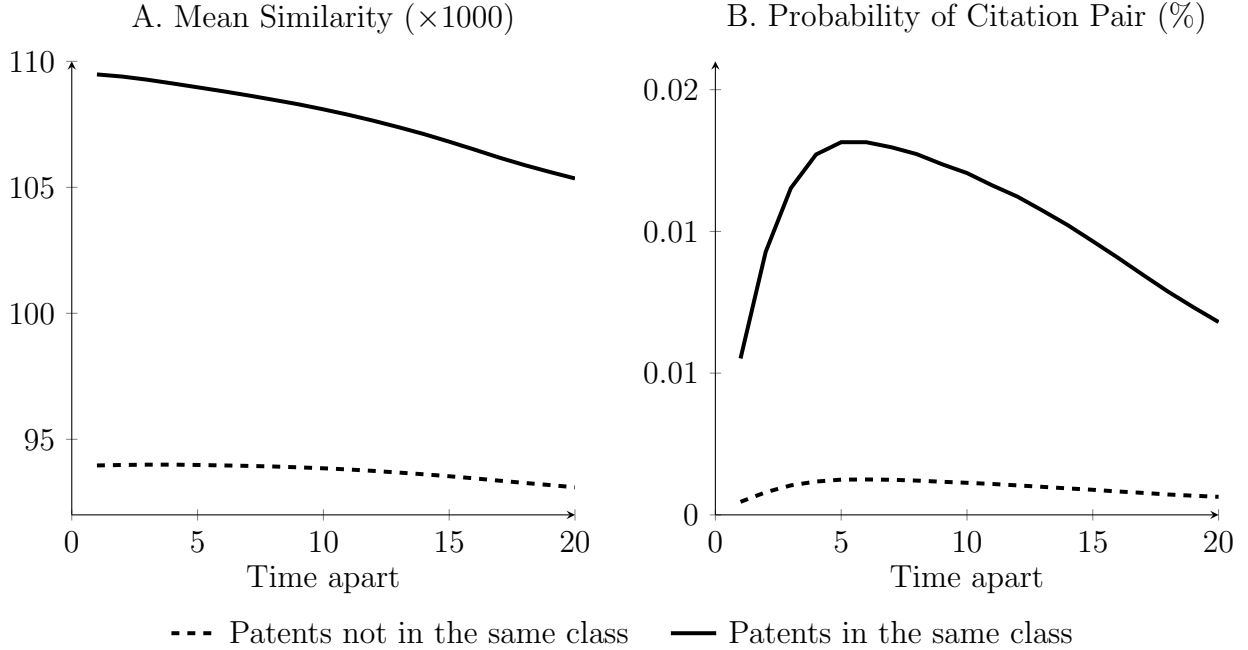 A. Mean Similarity (×1000)
110
105
100
95
0 5 10 15 20
Time apart
B. Probability of Citation Pair (%)
0.02
0.01
0.01
0
0 5 10 15 20
Time apart
Patents not in the same class Patents in the same class